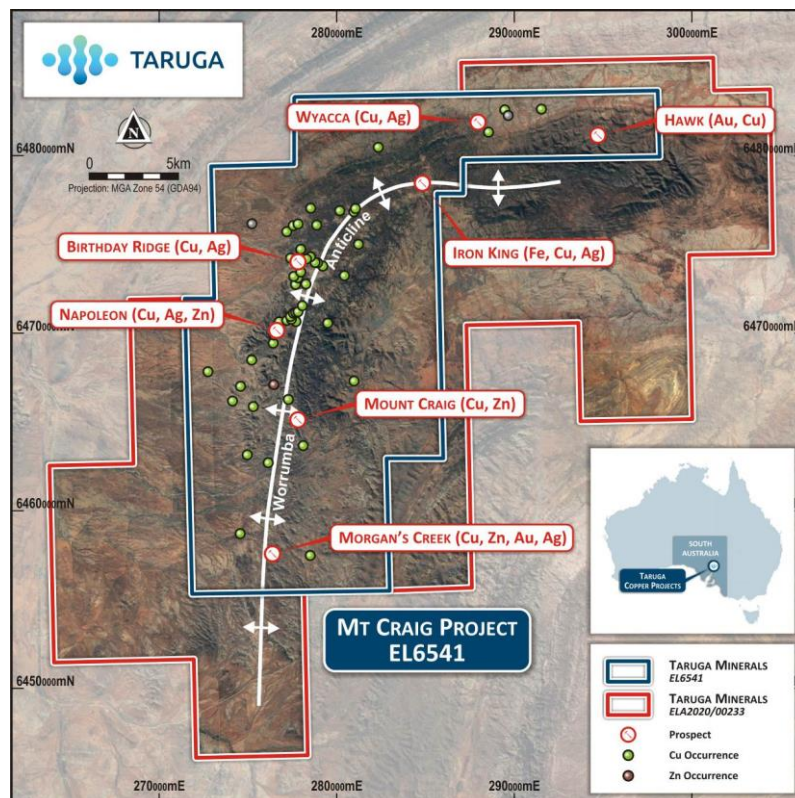 280000mE
290000mE
300000mE
TARUGA
N
0 5km
Projection: MGA Zone 54 (GDA94)
WYACCA (Cu, Ag)
HAWK (Au, Cu)
6480000mN
6480000mN
IRON KING (Fe, Cu, Ag)
Anticline
BIRTHDAY RIDGE (Cu, Ag)
NAPOLEON (Cu, Ag, Zn)
6470000mN
6470000mN
MOUNT CRAIG (Cu, Zn)
Worrumba
6460000mN
MORGAN'S CREEK (Cu, Zn, Au, Ag)
SOUTH
AUSTRALIA
TARUGA
COPPER PROJECTS
MT CRAIG PROJECT
EL6541
6450000mN
TARUGA MINERALS
EL6541
TARUGA MINERALS
ELA2020/00233
Prospect
Cu Occurrence
Zn Occurrence
270000mE
280000mE
290000mE